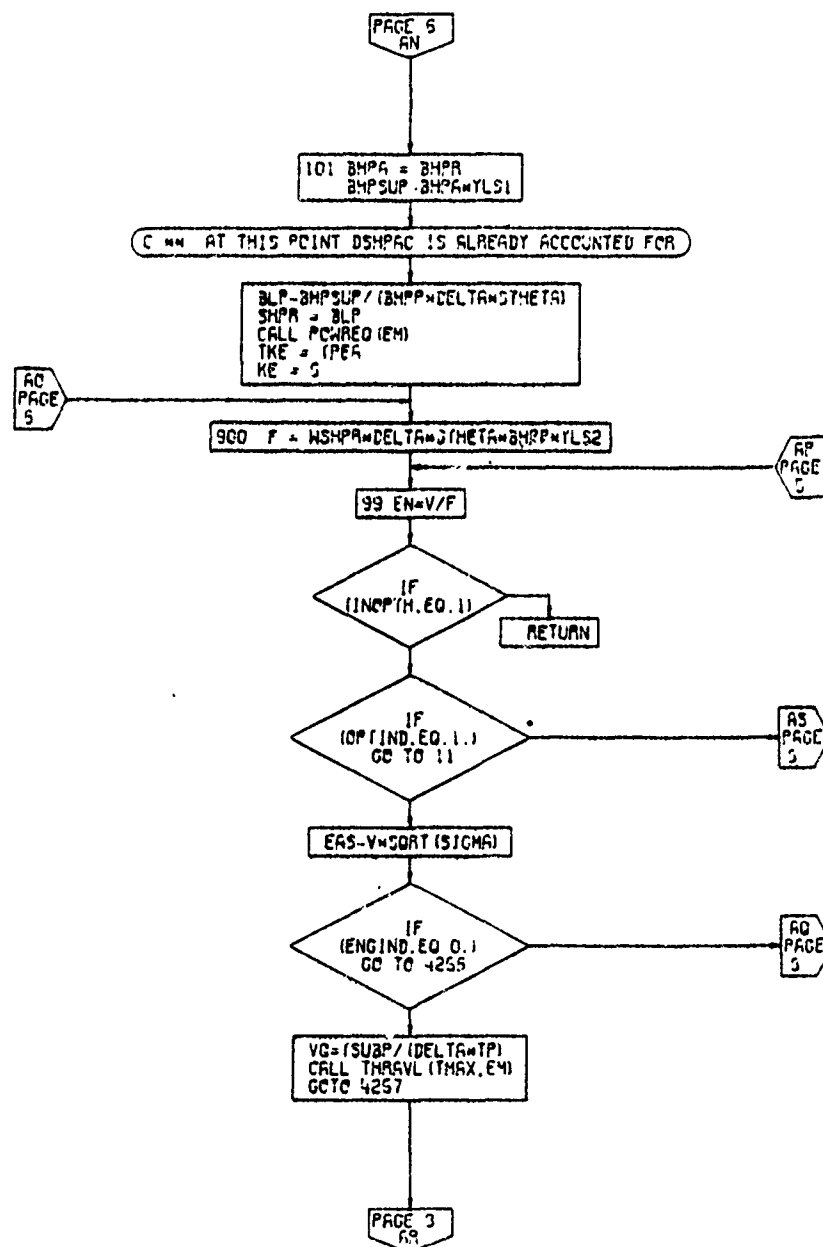 PAGE 6
AN
101 BHPA = BHPR
BHPSUP=BHPA*YLS1
C ** AT THIS POINT DSHPAC IS ALREADY ACCOUNTED FOR
BLP=BHPSUP/(BHPP*DELTA*STHETA)
SHPR = BLP
CALL POWREQ(EM)
TKE = TPEA
KE = 5
AO
PAGE
6
900 F = WSHPR*DELTA*STHETA*BHPP*YLS2
AP
PAGE
5
99 EN=V/F
IF
(INOPTH.EQ.1)
RETURN
IF
(OPTIND.EQ.1.)
GO TO 11
AS
PAGE
5
EAS=V*SQRT(SIGMA)
IF
(ENGIND.EQ 0.)
GO TO 4255
AQ
PAGE
5
VG=TSUBP/(DELTA*TP)
CALL THRAVL(TMAX,EM)
GOTO 4257
PAGE 3
AR